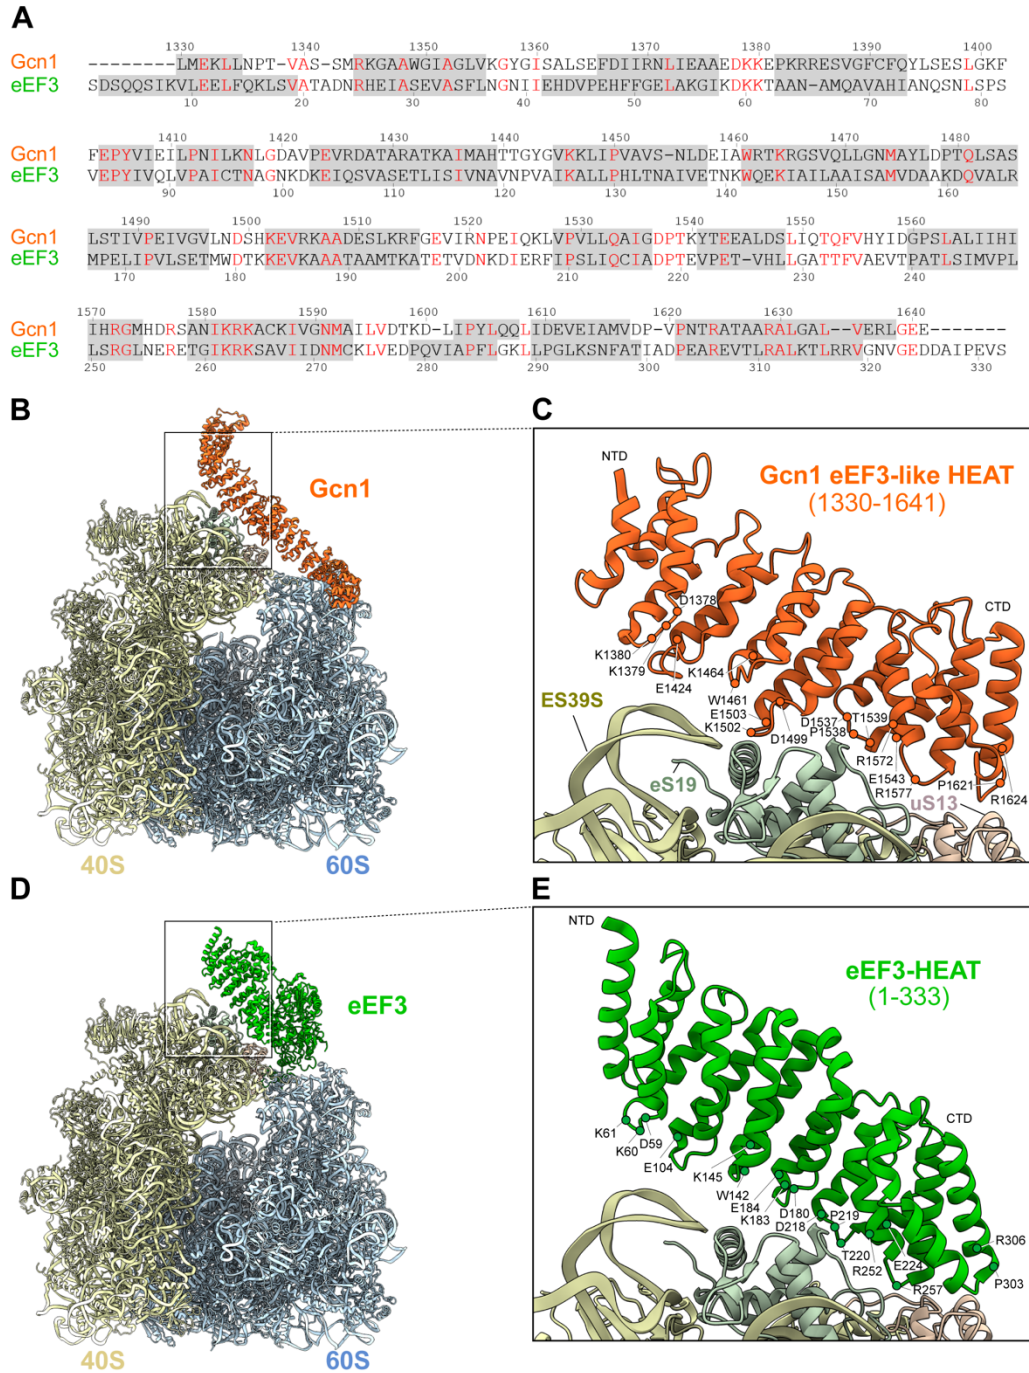 A
1330 1340 1350 1360 1370 1380 1390 1400
Gcn1 --------LMEKLLNPT-VAS-SMRKGAAWGIAGLVKGYGISALSEFDIIRNLIEAAEDKKEPKRRESVGFCFQYLSESLGKF
eEF3 SDSQQSIKVLEELFQKLSVATADNRHEIASEVASFLNGNIIEHDVPEHFFGELAKGIKDKKTAAN-AMQAVAHIANQSNLSPS
10 20 30 40 50 60 70 80
1410 1420 1430 1440 1450 1460 1470 1480
Gcn1 FEPYVIEILPNILKNLGDAVPEVRDATARATKAIMAHTTGYGVKKLIPVAVS-NLDEIAWRTKRGSVQLLGNMAYLDPTQLSAS
eEF3 VEPYIVQLVPAICTNAGNKDKEIQSVASETLISIVNAVNPVAIKALLPHLTNAIVETNKWQEKIAILAAISAMVDAAKDQVALR
90 100 110 120 130 140 150 160
1490 1500 1510 1520 1530 1540 1550 1560
Gcn1 LSTIVPEIVGVLNDSHKEVRKAADESLKRFGEVIRNPEIQKLVPVLLQAIGDPTKYTEEALDSLIQTQFVHYIDGPSLALIIHI
eEF3 MPELIPVLSETMWDTKKEVKAAATAAMTKATETVDNKDIERFIPSLIQCIADPTEVPET-VHLLGATTFVAEVTPATLSIMVPL
170 180 190 200 210 220 230 240
1570 1580 1590 1600 1610 1620 1630 1640
Gcn1 IHRGMHDRSANIKRKACKIVGNMAILVDTKD-LIPYLQQLIDEVEIAMVDP-VPNTRATAARALGAL--VERLGEE-------
eEF3 LSRGLNERETGIKRKSAVIIDNMCKLVEDPQVIAPFLGKLLPGLKSNFATIADPEAREVTLRALKTLRRVGNVGEDDAIPEVS
250 260 270 280 290 300 310 320 330
B
Gcn1
40S
60S
C
NTD
Gcn1 eEF3-like HEAT
(1330-1641)
CTD
D1378
K1380
K1379
E1424
K1464
W1461
E1503
K1502
D1499
D1537
P1538
T1539
R1572
E1543
R1577
P1621
R1624
ES39S
eS19
uS13
D
eEF3
40S
60S
E
NTD
eEF3-HEAT
(1-333)
CTD
K61
K60
D59
E104
K145
W142
E184
K183
D180
D218
P219
T220
R252
E224
R257
R306
P303